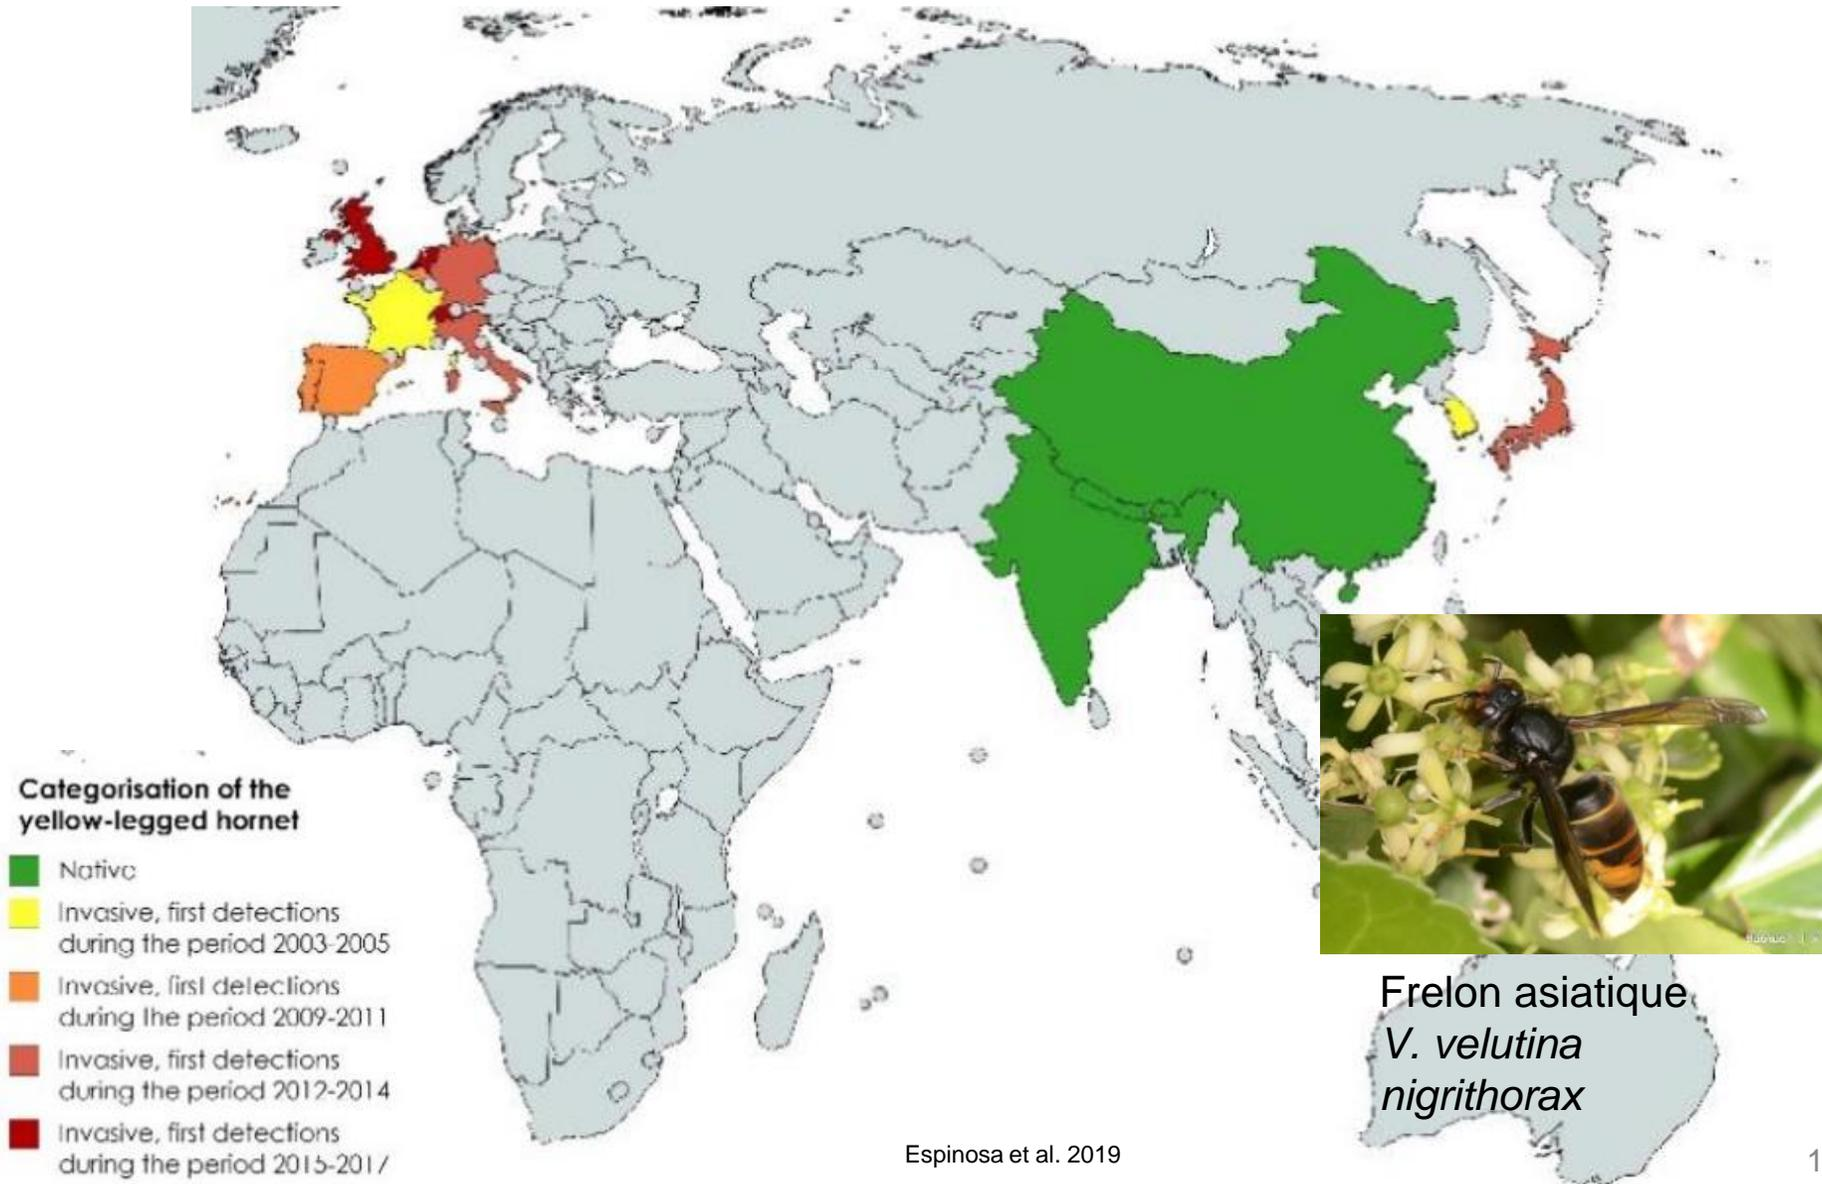 Categorisation of the
yellow-legged hornet
Native
Invasive, first detections
during the period 2003-2005
Invasive, first detections
during the period 2009-2011
Invasive, first detections
during the period 2012-2014
Invasive, first detections
during the period 2015-2017
Frelon asiatique
V. velutina
nigrithorax
Espinosa et al. 2019
1